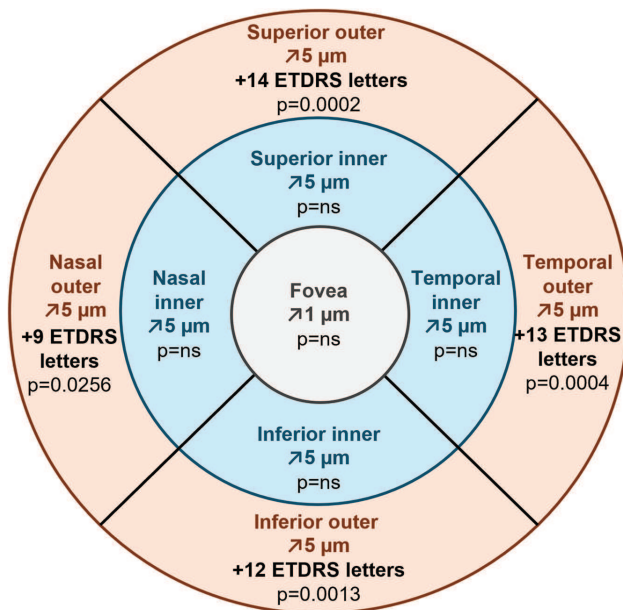 Superior outer
↗5 µm
+14 ETDRS letters
p=0.0002
Superior inner
↗5 µm
p=ns
Nasal
outer
↗5 µm
+9 ETDRS
letters
p=0.0256
Nasal
inner
↗5 µm
p=ns
Fovea
↗1 µm
p=ns
Temporal
inner
↗5 µm
p=ns
Temporal
outer
↗5 µm
+13 ETDRS
letters
p=0.0004
Inferior inner
↗5 µm
p=ns
Inferior outer
↗5 µm
+12 ETDRS letters
p=0.0013